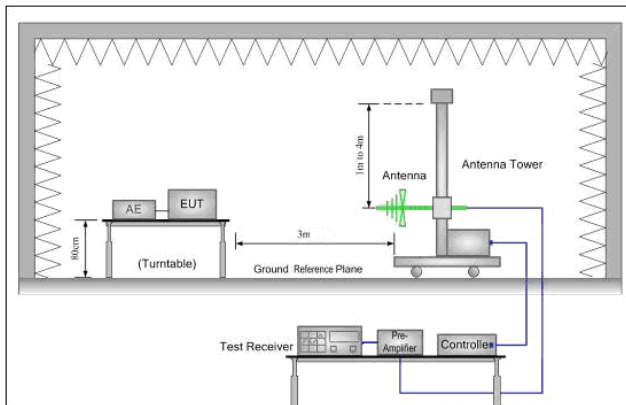 1m to 4m
Antenna
Antenna Tower
AE
EUT
80cm
(Turntable)
3m
Ground Reference Plane
Test Receiver
Pre-
Amplifier
Controller